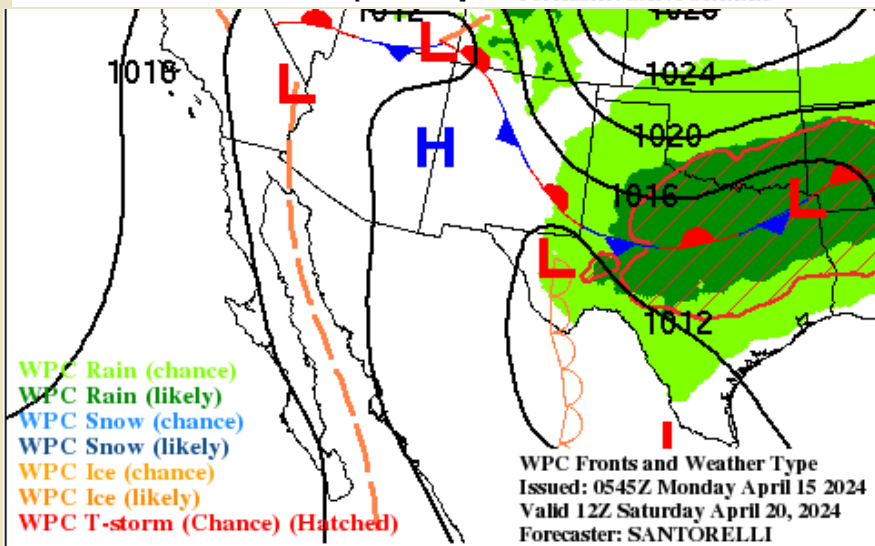 1012
1028
L
L
1016
1024
H
1020
1016
L
L
1012
WPC Rain (chance)
WPC Rain (likely)
WPC Snow (chance)
WPC Snow (likely)
WPC Ice (chance)
WPC Ice (likely)
WPC T-storm (Chance) (Hatched)
WPC Fronts and Weather Type
Issued: 0545Z Monday April 15 2024
Valid 12Z Saturday April 20, 2024
Forecaster: SANTORELLI